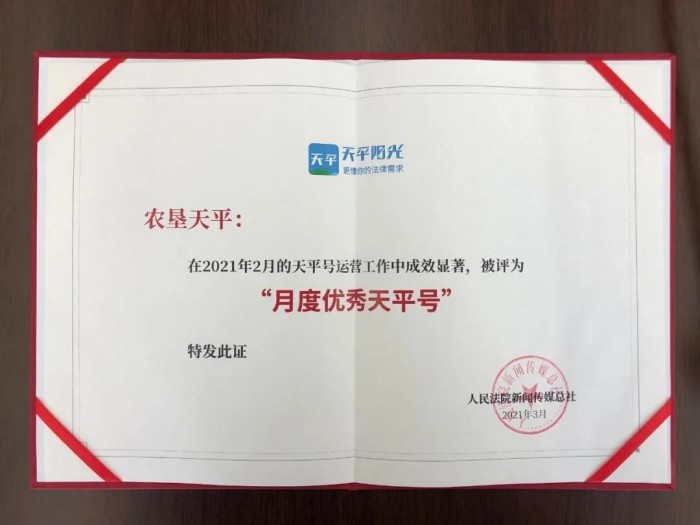 天平 天平阳光
更懂你的法律需求
农垦天平：
在2021年2月的天平号运营工作中成效显著，被评为
“月度优秀天平号”
特发此证
人民法院新闻传媒总社
2021年3月